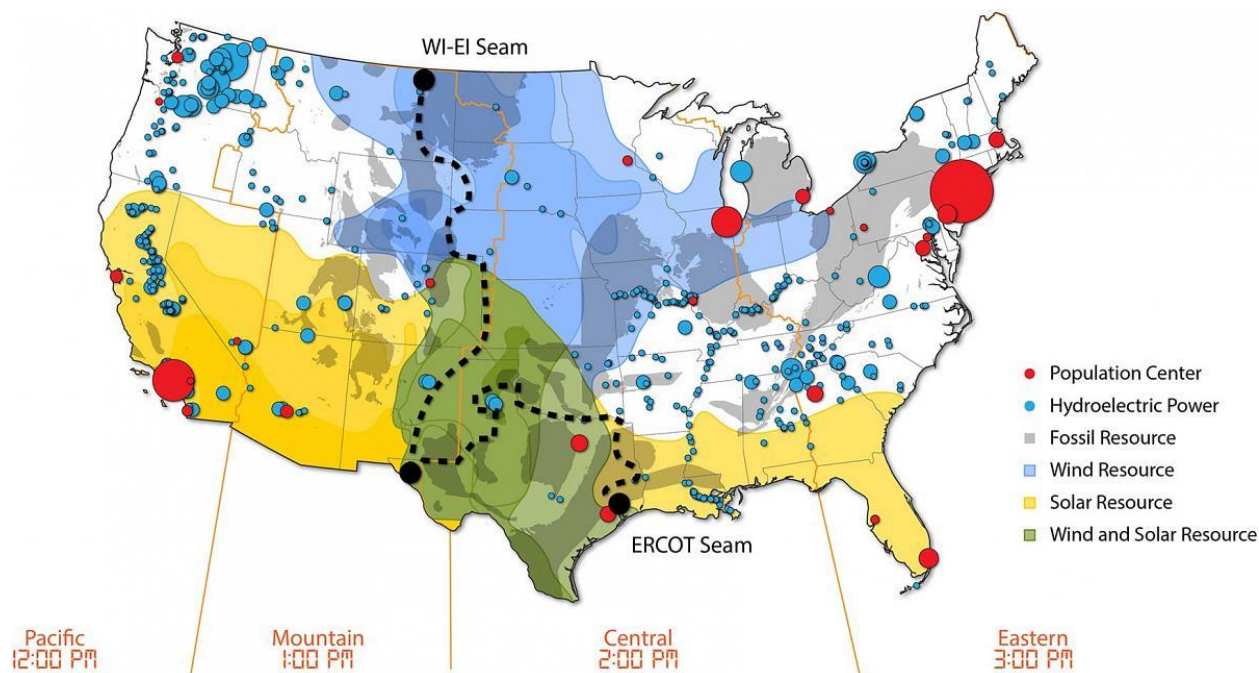 WI-EI Seam
Population Center
Hydroelectric Power
Fossil Resource
Wind Resource
Solar Resource
Wind and Solar Resource
ERCOT Seam
Pacific
12:00 PM
Mountain
1:00 PM
Central
2:00 PM
Eastern
3:00 PM